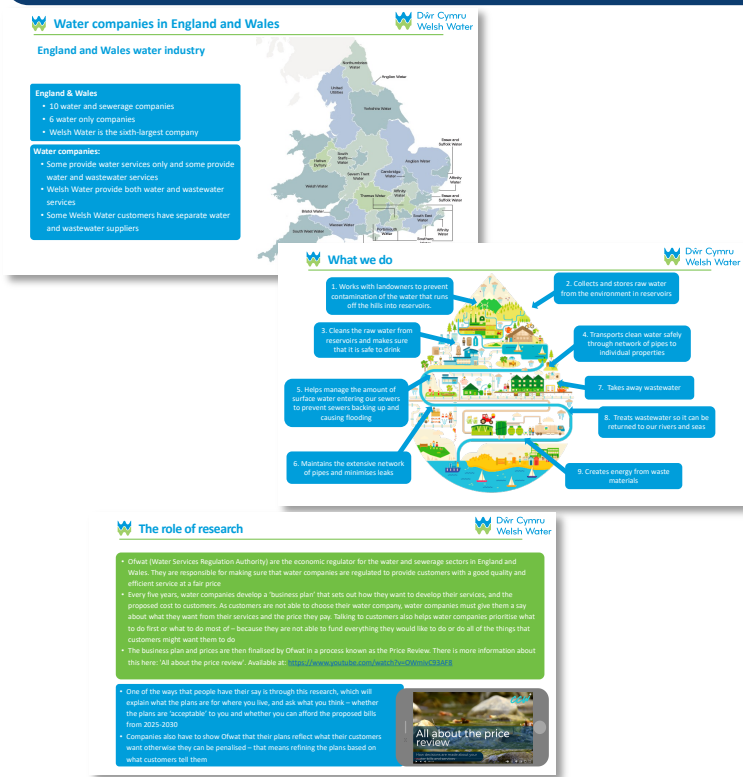 Water companies in England and Wales
Dŵr Cymru
Welsh Water
England and Wales water industry
England & Wales
• 10 water and sewerage companies
• 6 water only companies
• Welsh Water is the sixth-largest company
Water companies:
• Some provide water services only and some provide
water and wastewater services
• Welsh Water provide both water and wastewater
services
• Some Welsh Water customers have separate water
and wastewater suppliers
Northumbrian
Water
Anglian Water
United
Utilities
Yorkshire Water
Essex and
Suffolk Water
Hafren
Dyfrdwy
South
Staffs
Water
Severn Trent
Water
Cambridge
Water
Anglian Water
Affinity
Water
Welsh Water
Thames Water
Affinity
Water
Essex and
Suffolk Water
Bristol Water
Wessex Water
South West Water
Portsmouth
Water
South East
Water
Southern
Affinity
Water
What we do
Dŵr Cymru
Welsh Water
1. Works with landowners to prevent
contamination of the water that runs
off the hills into reservoirs.
2. Collects and stores raw water
from the environment in reservoirs
3. Cleans the raw water from
reservoirs and makes sure
that it is safe to drink
4. Transports clean water safely
through network of pipes to
individual properties
5. Helps manage the amount of
surface water entering our sewers
to prevent sewers backing up and
causing flooding
7. Takes away wastewater
8. Treats wastewater so it can be
returned to our rivers and seas
6. Maintains the extensive network
of pipes and minimises leaks
9. Creates energy from waste
materials
The role of research
Dŵr Cymru
Welsh Water
• Ofwat (Water Services Regulation Authority) are the economic regulator for the water and sewerage sectors in England and
Wales. They are responsible for making sure that water companies are regulated to provide customers with a good quality and
efficient service at a fair price
• Every five years, water companies develop a ‘business plan’ that sets out how they want to develop their services, and the
proposed cost to customers. As customers are not able to choose their water company, water companies must give them a say
about what they want from their services and the price they pay. Talking to customers also helps water companies prioritise what
to do first or what to do most of – because they are not able to fund everything they would like to do or do all of the things that
customers might want them to do
• The business plan and prices are then finalised by Ofwat in a process known as the Price Review. There is more information about
this here: ‘All about the price review’. Available at:
• One of the ways that people have their say is through this research, which will
explain what the plans are for where you live, and ask what you think – whether
the plans are ‘acceptable’ to you and whether you can afford the proposed bills
from 2025-2030
• Companies also have to show Ofwat that their plans reflect what their customers
want otherwise they can be penalised – that means refining the plans based on
what customers tell them
All about the price
review